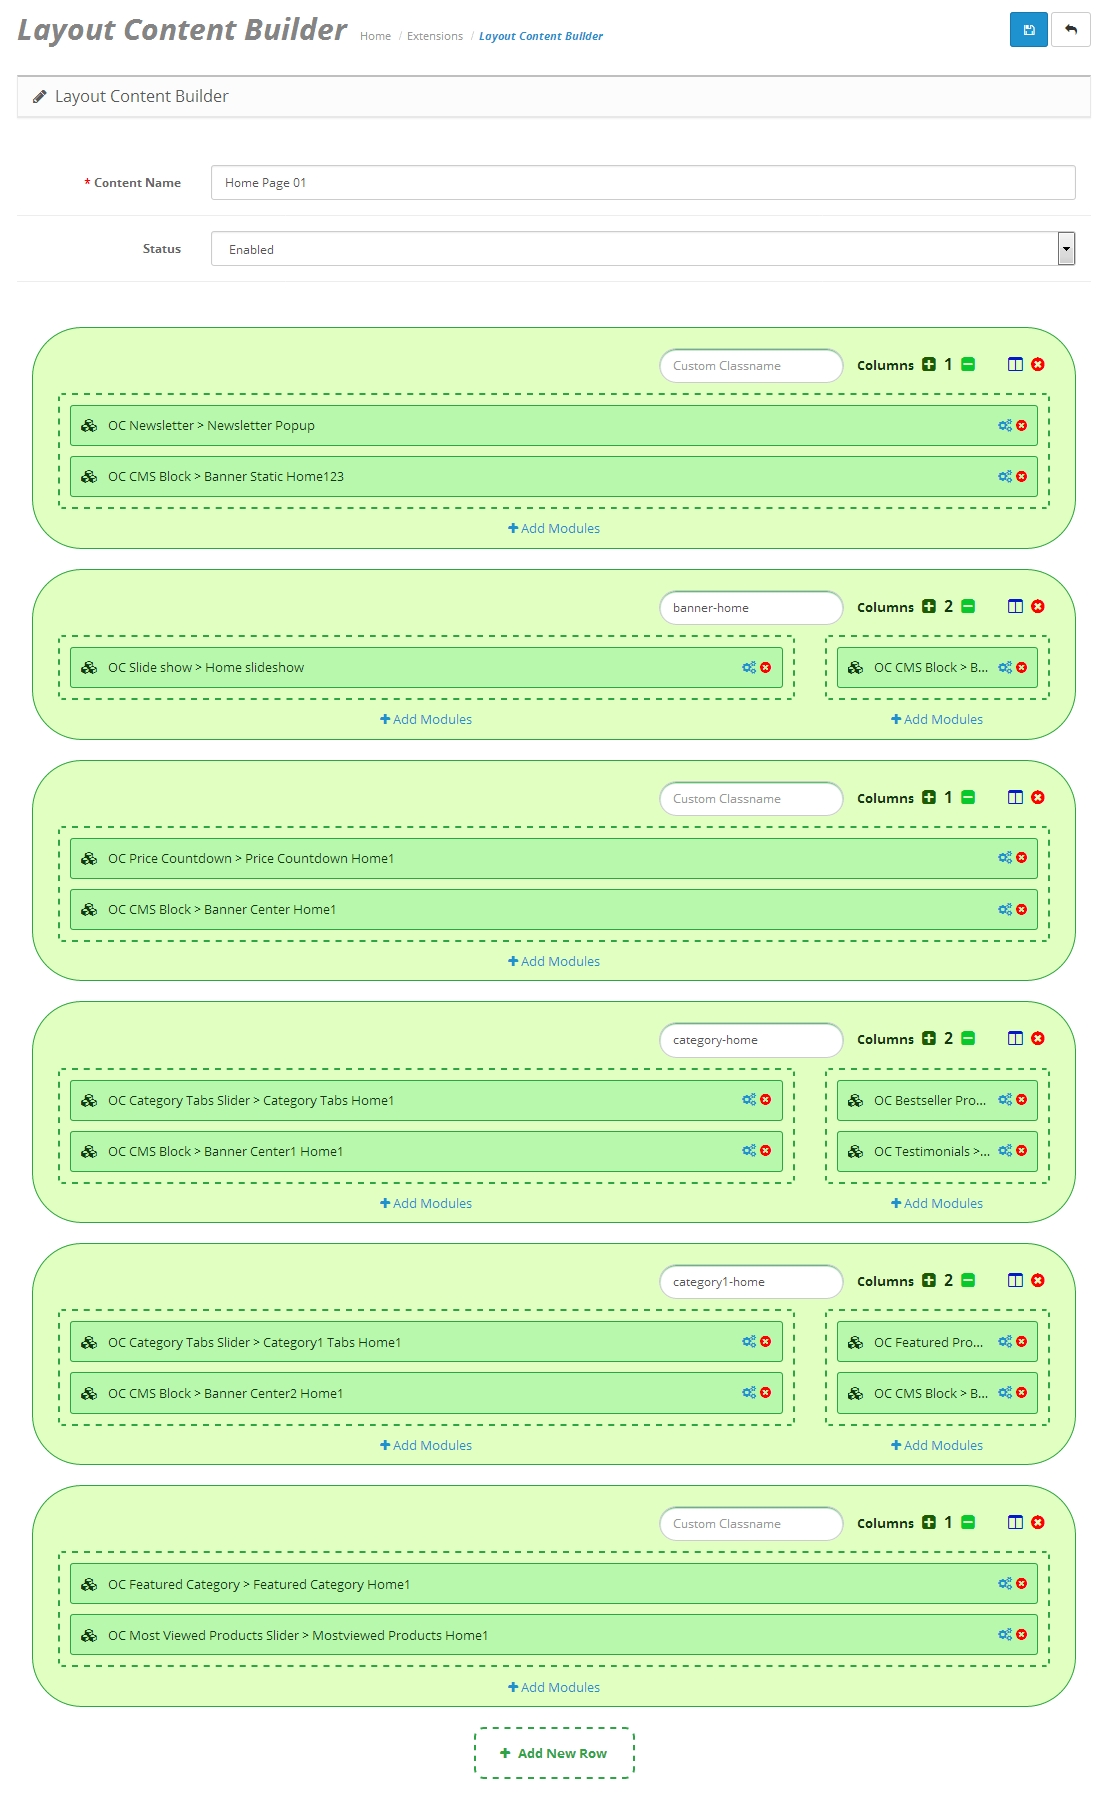 Layout Content Builder
Home / Extensions / Layout Content Builder
Layout Content Builder
* Content Name
Home Page 01
Status
Enabled
Custom Classname
Columns 1
OC Newsletter > Newsletter Popup
OC CMS Block > Banner Static Home123
Add Modules
banner-home
Columns 2
OC Slide show > Home slideshow
OC CMS Block > B...
Add Modules
Add Modules
Custom Classname
Columns 1
OC Price Countdown > Price Countdown Home1
OC CMS Block > Banner Center Home1
Add Modules
category-home
Columns 2
OC Category Tabs Slider > Category Tabs Home1
OC Bestseller Pro...
OC CMS Block > Banner Center1 Home1
OC Testimonials >...
Add Modules
Add Modules
category1-home
Columns 2
OC Category Tabs Slider > Category1 Tabs Home1
OC Featured Pro...
OC CMS Block > Banner Center2 Home1
OC CMS Block > B...
Add Modules
Add Modules
Custom Classname
Columns 1
OC Featured Category > Featured Category Home1
OC Most Viewed Products Slider > Mostviewed Products Home1
Add Modules
Add New Row